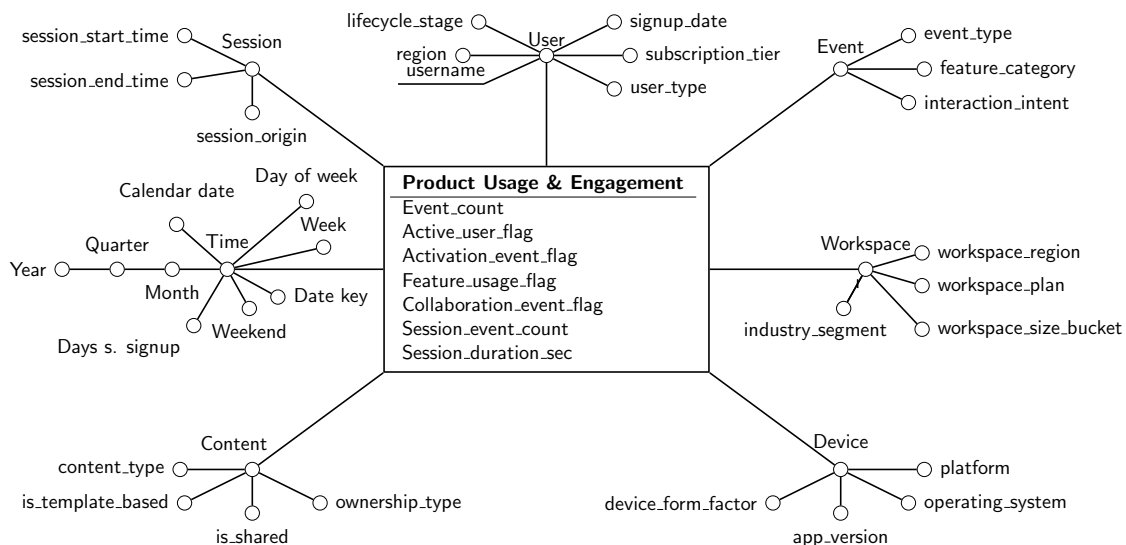 lifecycle_stage
signup_date
session_start_time
Session
User
Event
event_type
region
subscription_tier
username
session_end_time
feature_category
user_type
interaction_intent
session_origin
Product Usage & Engagement
Event_count
Active_user_flag
Activation_event_flag
Feature_usage_flag
Collaboration_event_flag
Session_event_count
Session_duration_sec
Calendar date
Day of week
Quarter
Time
Week
Year
Month
Date key
Weekend
Days s. signup
Workspace
workspace_region
workspace_plan
industry_segment
workspace_size_bucket
Content
content_type
is_template_based
ownership_type
is_shared
Device
platform
device_form_factor
operating_system
app_version